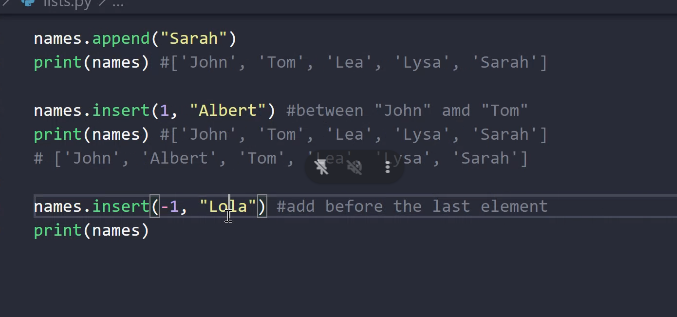 lists.py > ...
names.append("Sarah")
print(names) #['John', 'Tom', 'Lea', 'Lysa', 'Sarah']
names.insert(1, "Albert") #between "John" amd "Tom"
print(names) #['John', 'Tom', 'Lea', 'Lysa', 'Sarah']
# ['John', 'Albert', 'Tom', 'Lea', 'Lysa', 'Sarah']
names.insert(-1, "Lola") #add before the last element
print(names)